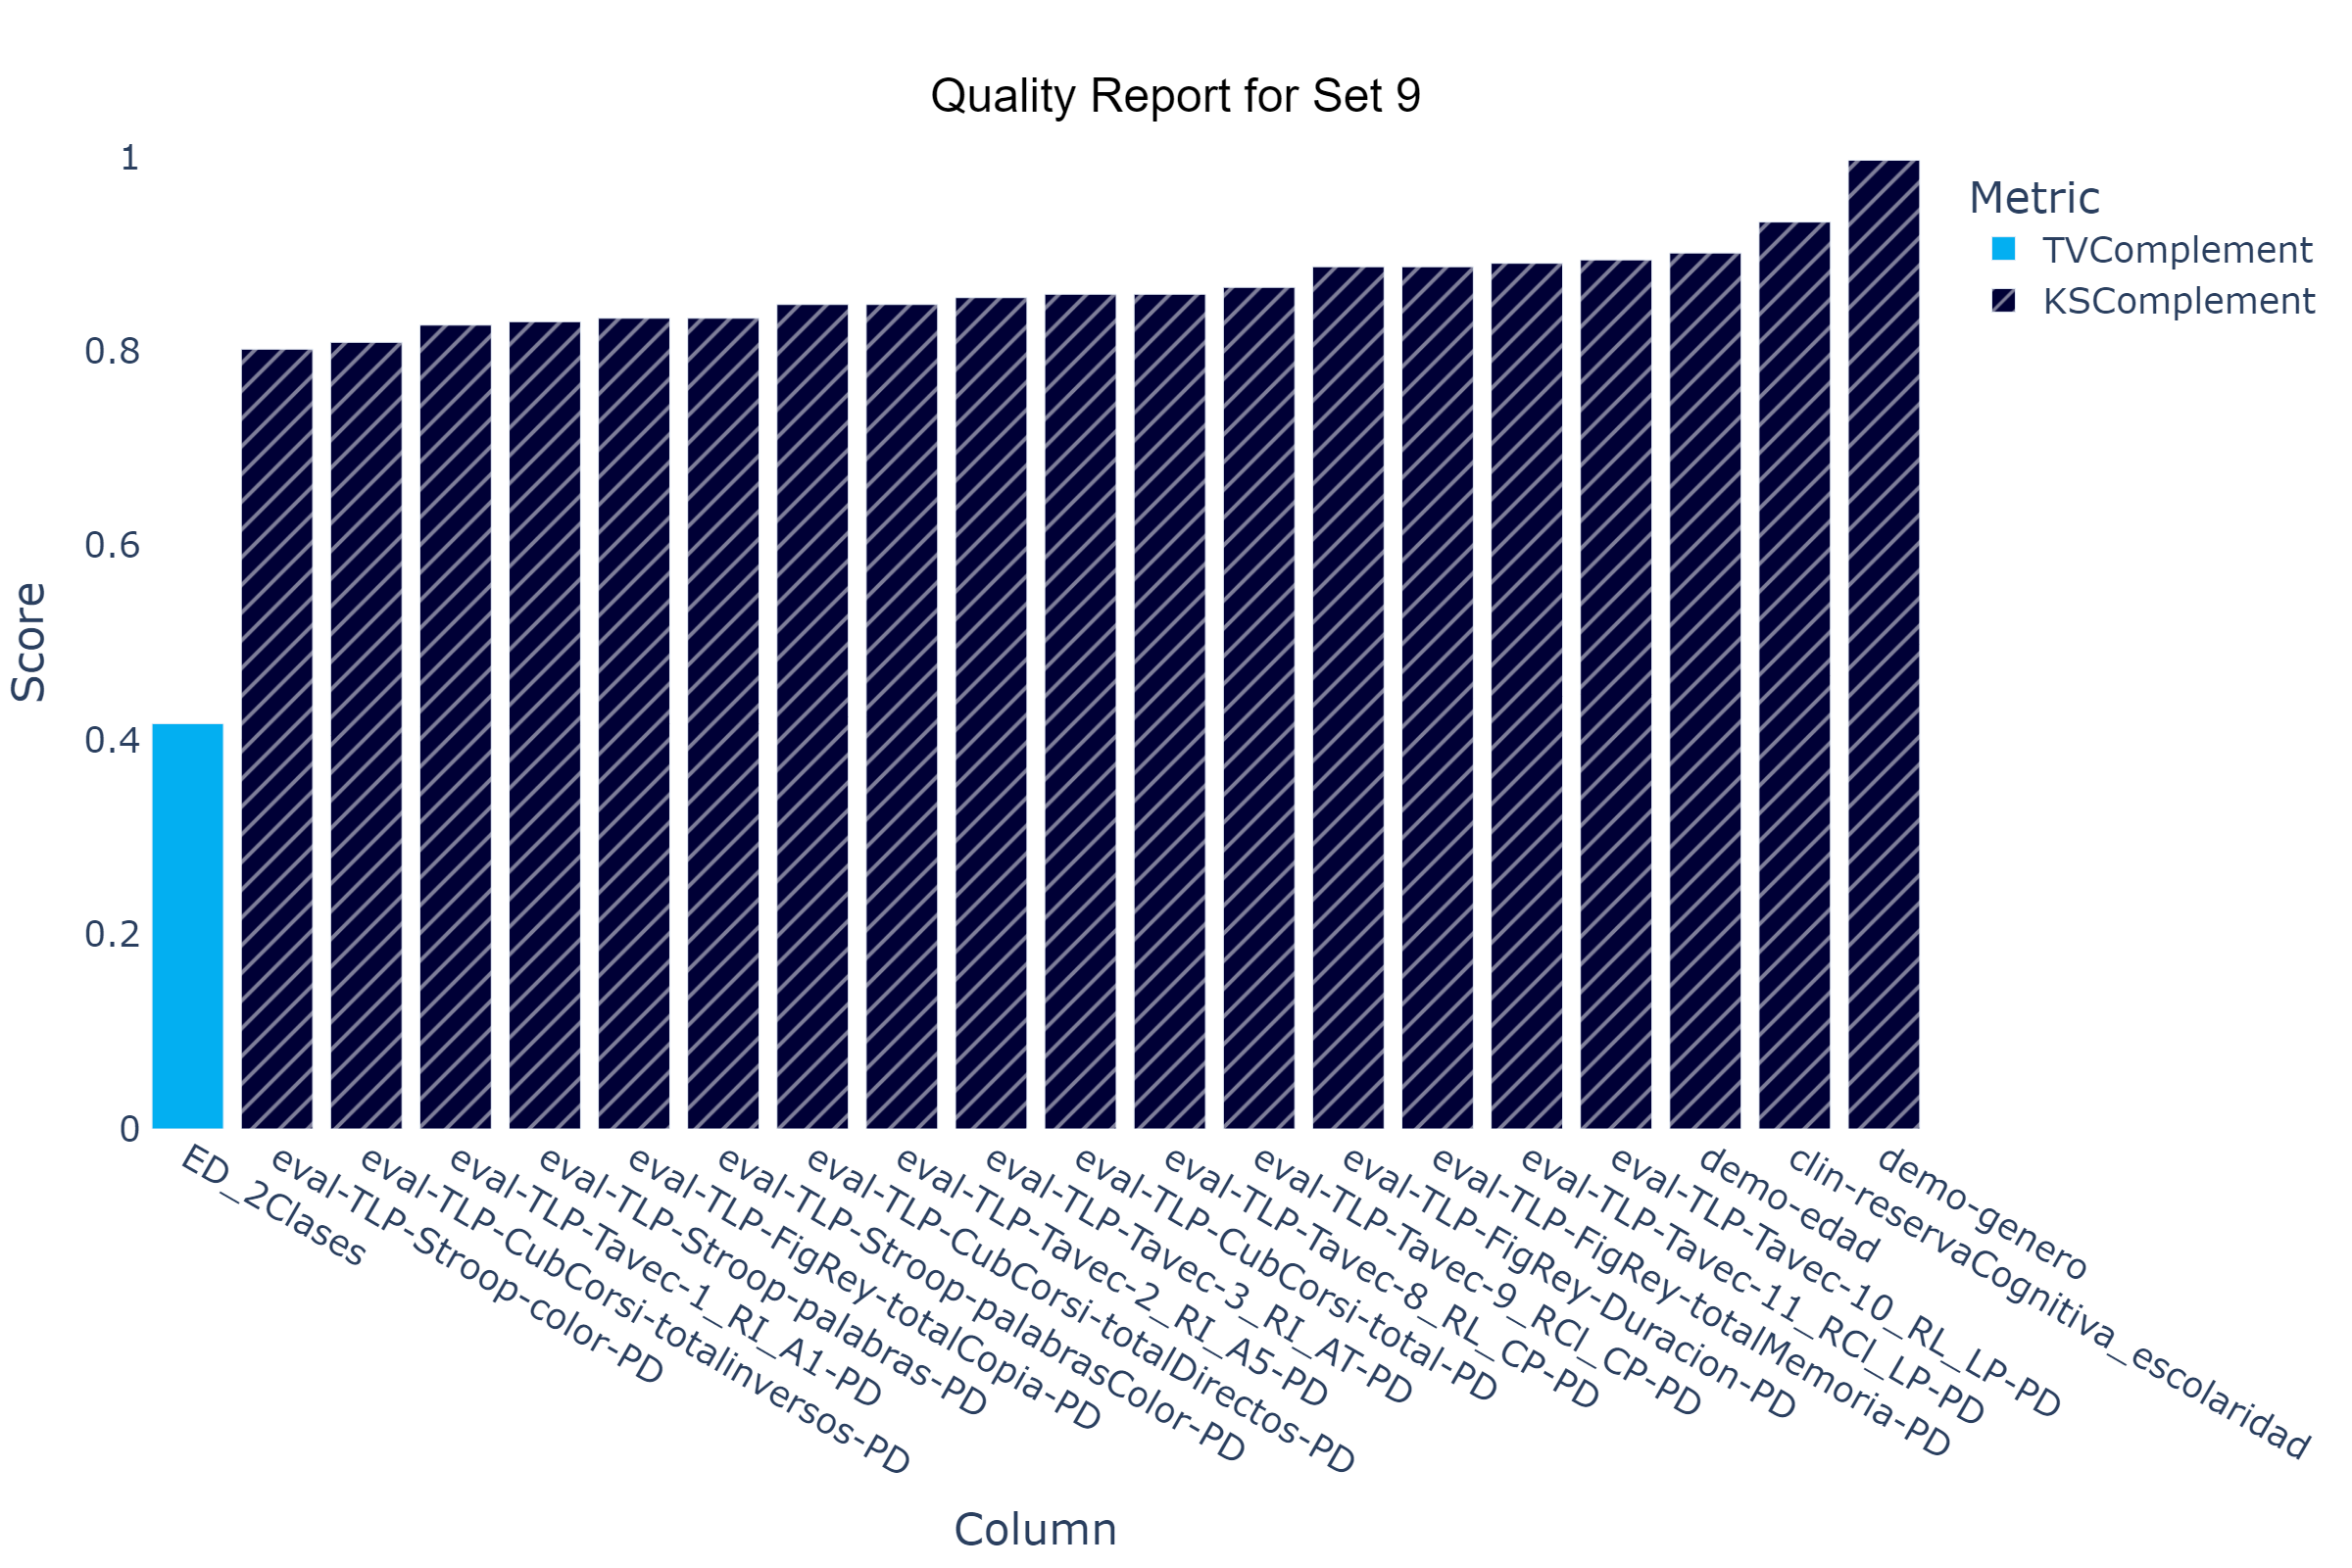 Quality Report for Set 9
1
0.8
0.6
0.4
0.2
0
Score
Metric
TVComplement
KSComplement
ED_2Clases
eval-TLP-Stroop-color-PD
eval-TLP-CubCorsi-totalinversos-PD
eval-TLP-Tavec-1_RI_A1-PD
eval-TLP-Stroop-palabras-PD
eval-TLP-FigRey-totalCopia-PD
eval-TLP-Stroop-palabrasColor-PD
eval-TLP-CubCorsi-totalDirectos-PD
eval-TLP-Tavec-2_RI_A5-PD
eval-TLP-Tavec-3_RI_AT-PD
eval-TLP-CubCorsi-total-PD
eval-TLP-Tavec-8_RL_CP-PD
eval-TLP-Tavec-9_RCl_CP-PD
eval-TLP-FigRey-Duracion-PD
eval-TLP-FigRey-totalMemoria-PD
eval-TLP-Tavec-11_RCl_LP-PD
eval-TLP-Tavec-10_RL_LP-PD
demo-edad
clin-reservaCognitiva_escolaridad
demo-genero
Column